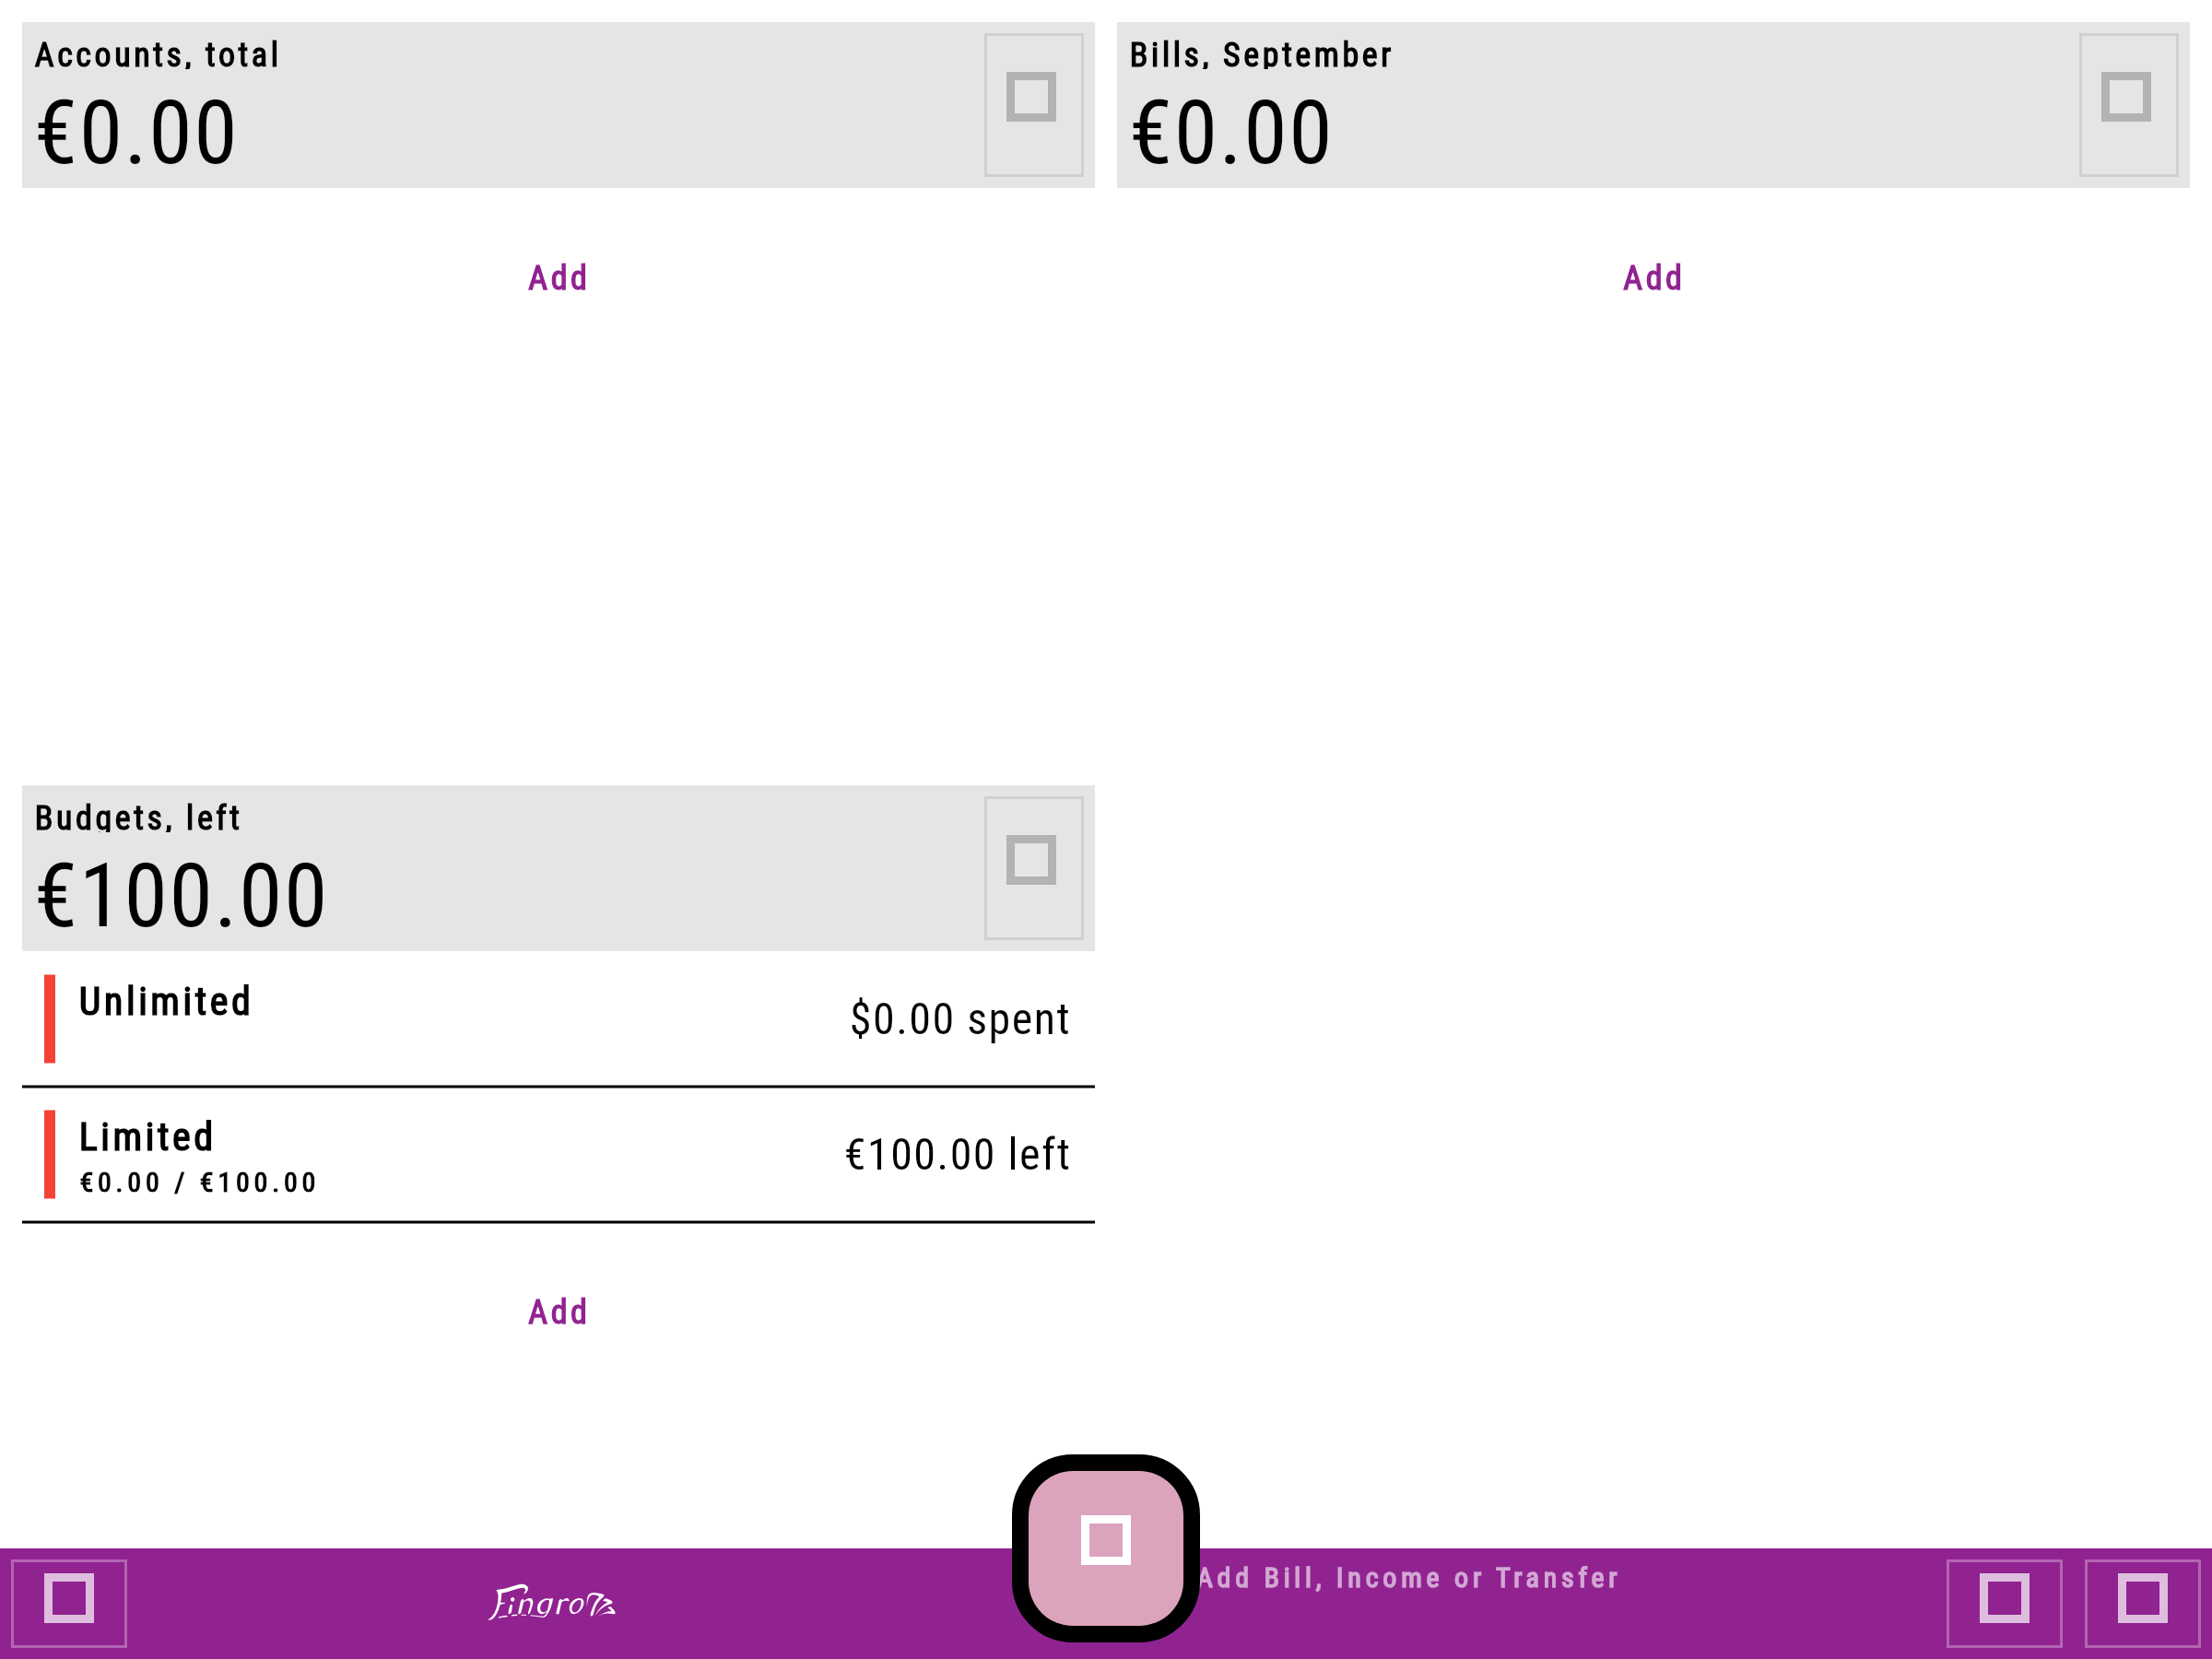 Accounts, total
€0.00
Add
Bills, September
€0.00
Add
Budgets, left
€100.00
Unlimited
$0.00 spent
Limited
€0.00 / €100.00
€100.00 left
Add
Add Bill, Income or Transfer